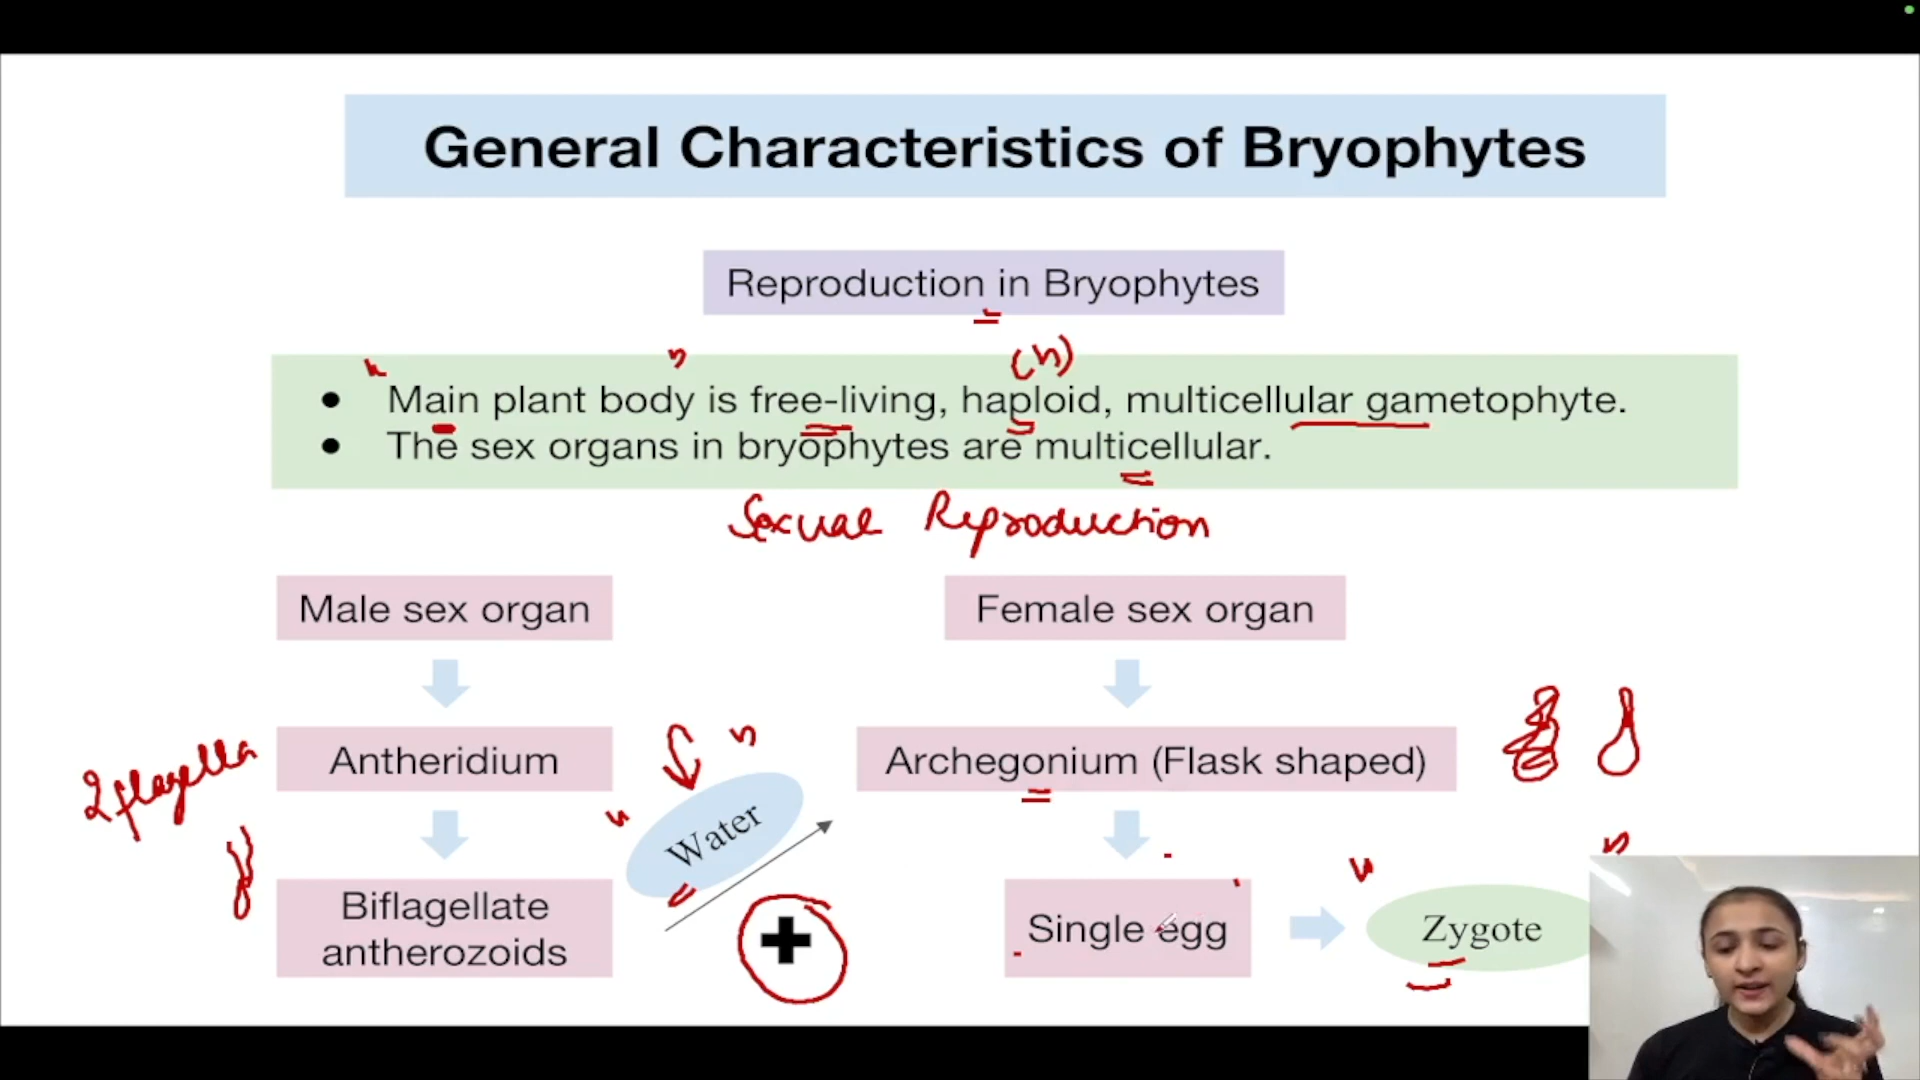 General Characteristics of Bryophytes
Reproduction in Bryophytes
(n)
● Main plant body is free-living, haploid, multicellular gametophyte.
● The sex organs in bryophytes are multicellular.
Sexual Reproduction
Male sex organ
Female sex organ
2 flagella
Antheridium
Archegonium (Flask shaped)
Water
Biflagellate
antherozoids
+
Single egg
Zygote